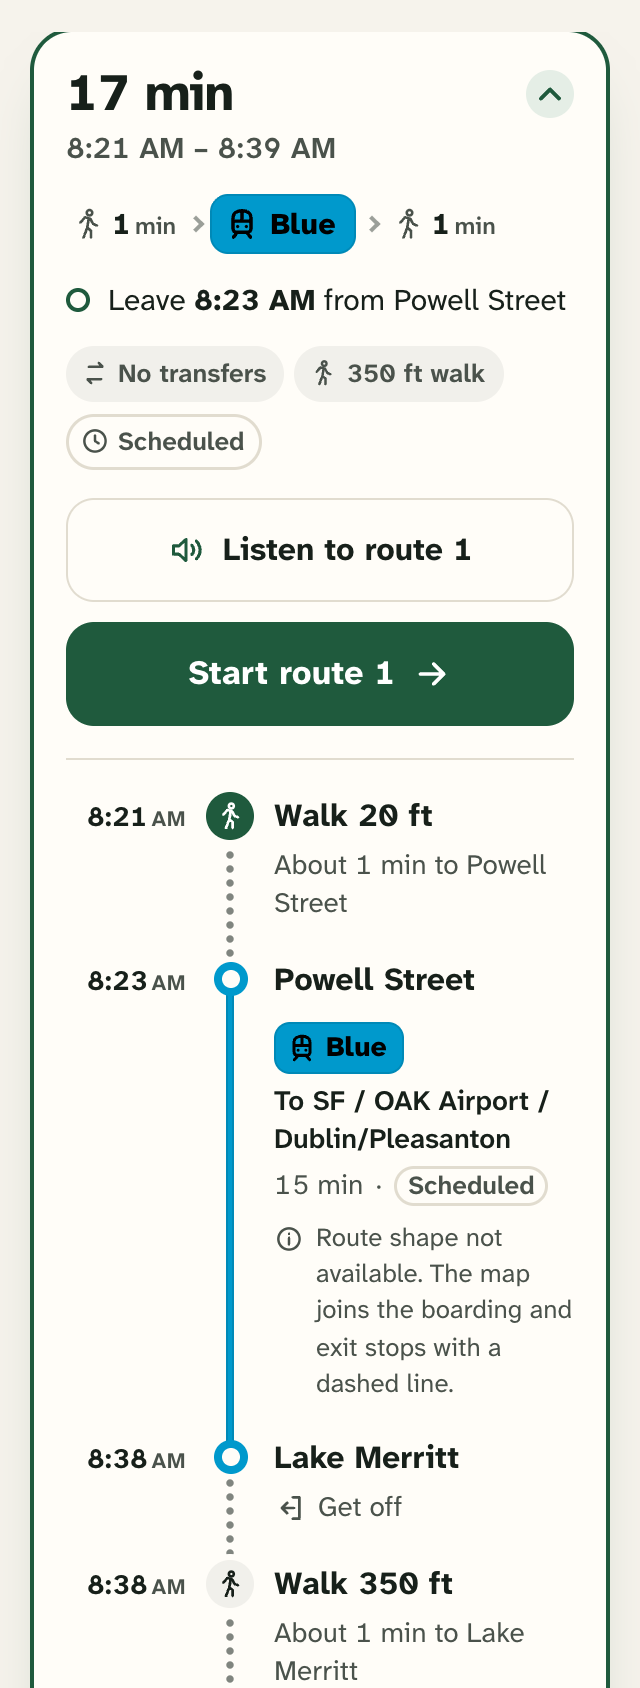 17 min
8:21 AM – 8:39 AM
1 min
Blue
1 min
Leave 8:23 AM from Powell Street
No transfers
350 ft walk
Scheduled
Listen to route 1
Start route 1
8:21 AM
Walk 20 ft
About 1 min to Powell
Street
8:23 AM
Powell Street
Blue
To SF / OAK Airport /
Dublin/Pleasanton
15 min · Scheduled
Route shape not
available. The map
joins the boarding and
exit stops with a
dashed line.
8:38 AM
Lake Merritt
Get off
8:38 AM
Walk 350 ft
About 1 min to Lake
Merritt